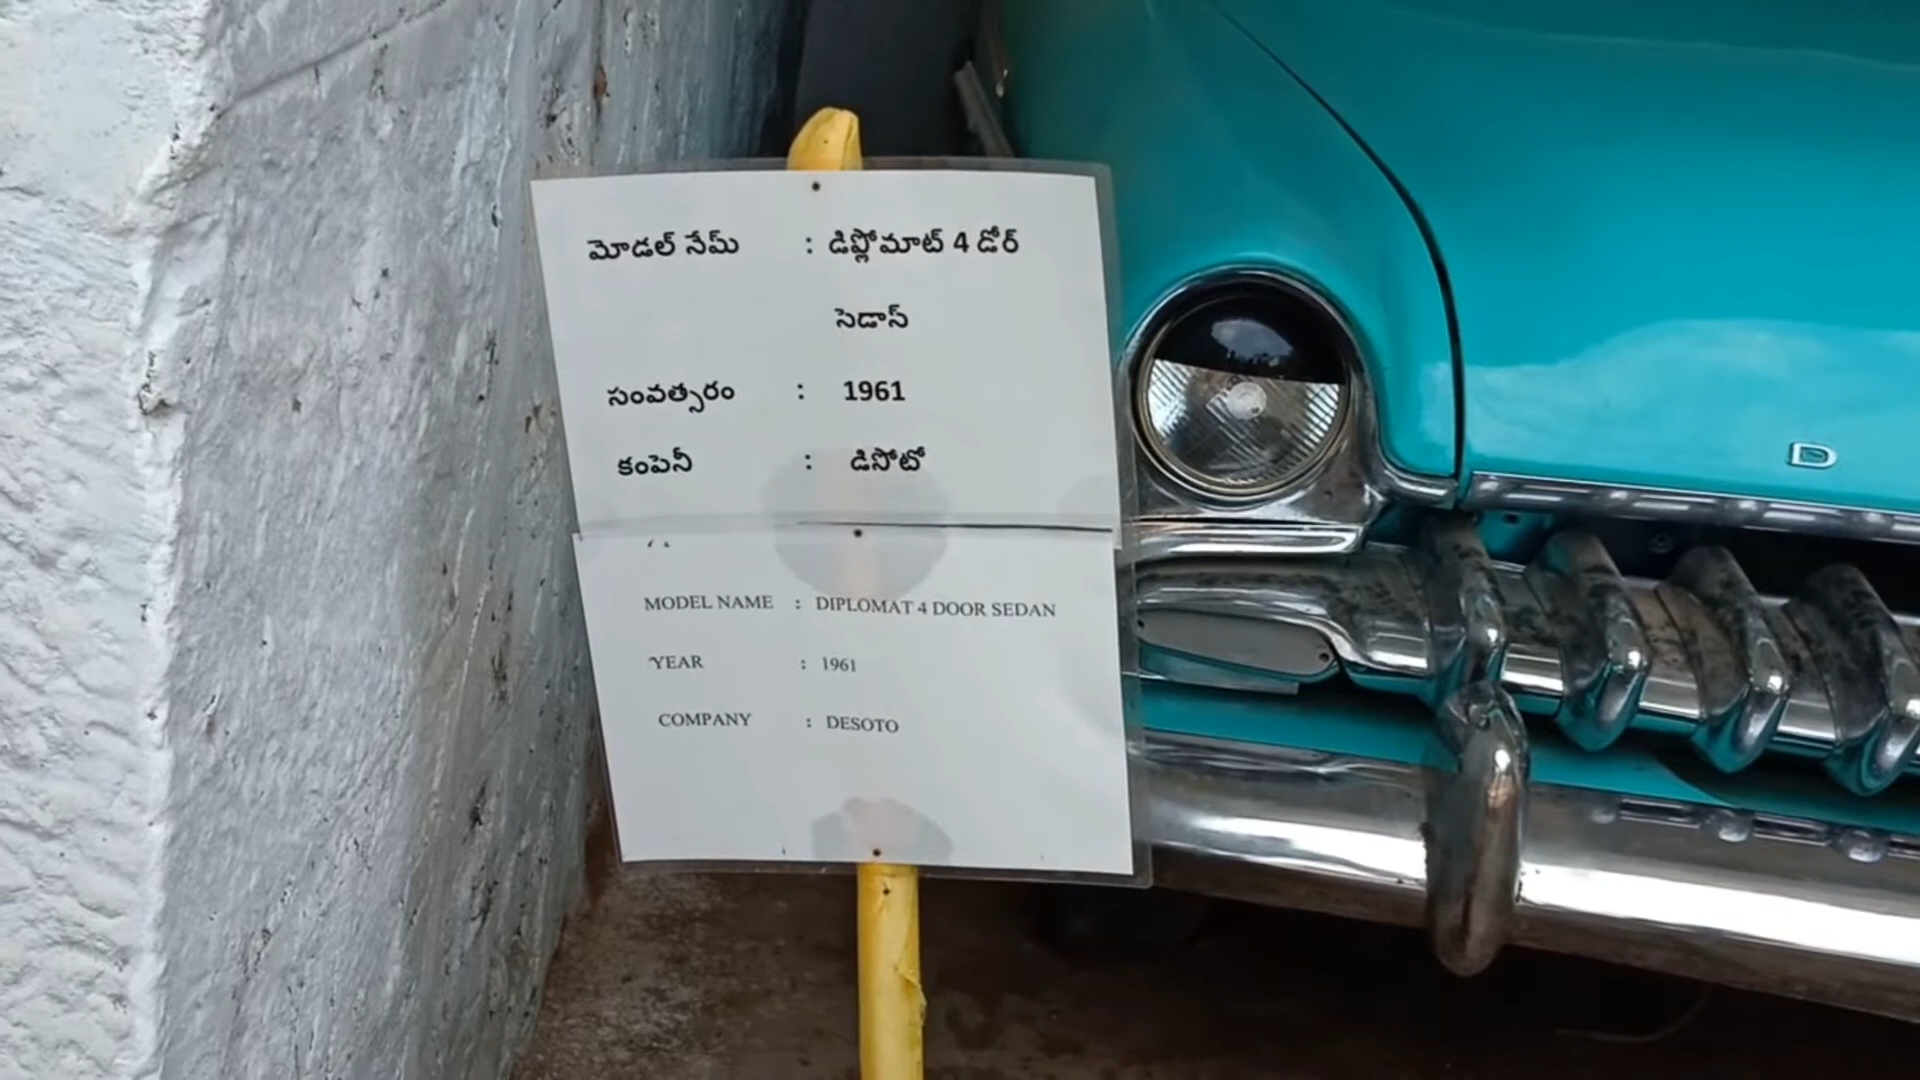 మోడల్ నేమ్ : డిప్లోమాట్ 4 డోర్
సెడాన్
సంవత్సరం : 1961
కంపెనీ : డిసోటో
MODEL NAME : DIPLOMAT 4 DOOR SEDAN
YEAR : 1961
COMPANY : DESOTO
D